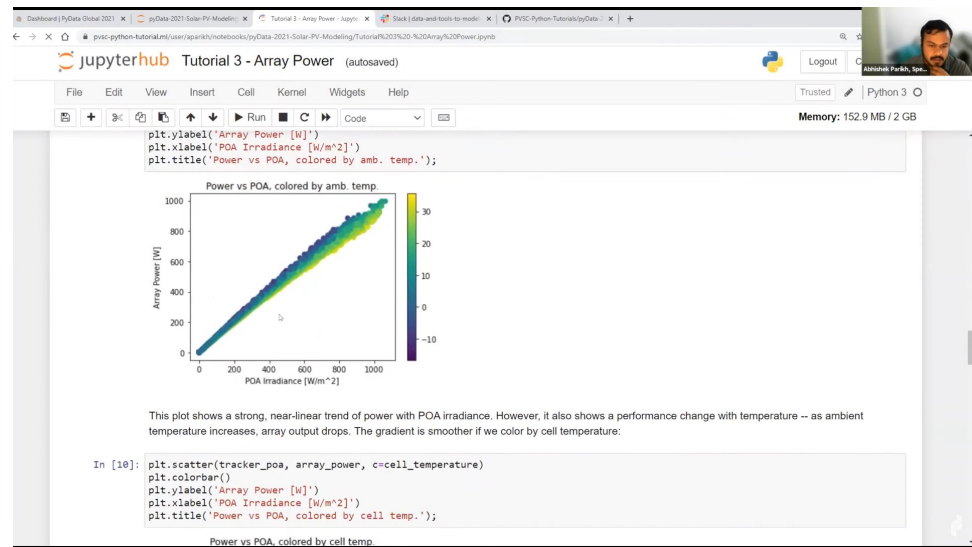 Dashboard | PyData Global 2021
pyData-2021-Solar-PV-Modeling
Tutorial 3 - Array Power - Jupyter
Slack | data-and-tools-to-model-
PVSC-Python-Tutorials/pyData-2
pvsc-python-tutorial.ml/user/aparikh/notebooks/pyData-2021-Solar-PV-Modeling/Tutorial%203%20-%20Array%20Power.ipynb
Abhishek Parikh, Spe...
jupyterhub Tutorial 3 - Array Power (autosaved)
Logout
File Edit View Insert Cell Kernel Widgets Help
Trusted Python 3
Run Code
Memory: 152.9 MB / 2 GB
plt.ylabel('Array Power [W]')
plt.xlabel('POA Irradiance [W/m^2]')
plt.title('Power vs POA, colored by amb. temp.');
Power vs POA, colored by amb. temp.
1000
800
600
400
200
0
Array Power [W]
0 200 400 600 800 1000
POA Irradiance [W/m^2]
30
20
10
0
−10
This plot shows a strong, near-linear trend of power with POA irradiance. However, it also shows a performance change with temperature -- as ambient
temperature increases, array output drops. The gradient is smoother if we color by cell temperature:
In [10]: plt.scatter(tracker_poa, array_power, c=cell_temperature)
plt.colorbar()
plt.ylabel('Array Power [W]')
plt.xlabel('POA Irradiance [W/m^2]')
plt.title('Power vs POA, colored by cell temp.');
Power vs POA, colored by cell temp.